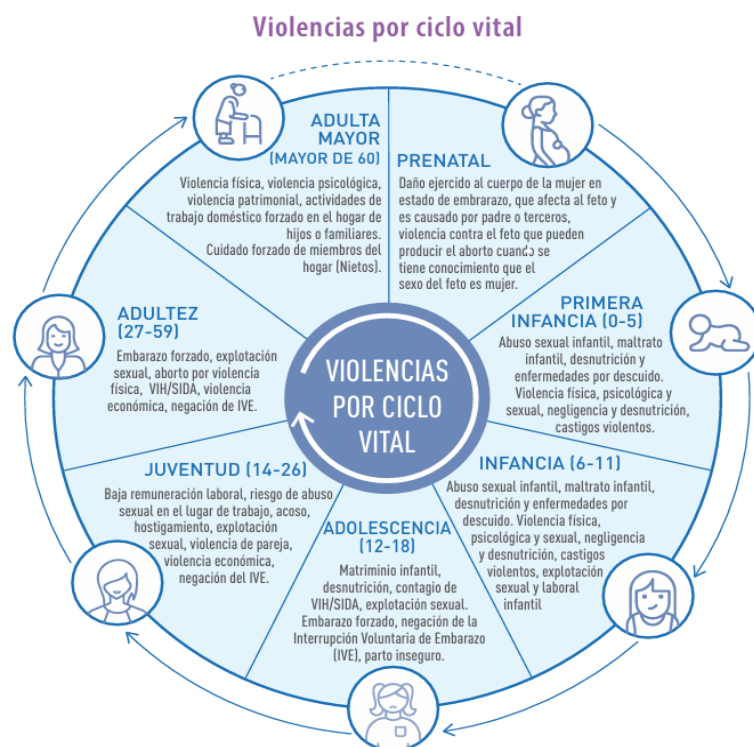 Violencias por ciclo vital
ADULTA
MAYOR
(MAYOR DE 60)
Violencia física, violencia psicológica,
violencia patrimonial, actividades de
trabajo doméstico forzado en el hogar de
hijos o familiares.
Cuidado forzado de miembros del
hogar (Nietos).
PRENATAL
Daño ejercido al cuerpo de la mujer en
estado de embrarazo, que afecta al feto y
es causado por padre o terceros,
violencia contra el feto que pueden
producir el aborto cuando se
tiene conocimiento que el
sexo del feto es mujer.
PRIMERA
INFANCIA (0-5)
Abuso sexual infantil, maltrato
infantil, desnutrición y
enfermedades por descuido.
Violencia física, psicológica y
sexual, negligencia y desnutrición,
castigos violentos.
INFANCIA (6-11)
Abuso sexual infantil, maltrato infantil,
desnutrición y enfermedades por
descuido. Violencia física,
psicológica y sexual, negligencia
y desnutrición, castigos
violentos, explotación
sexual y laboral
infantil
ADOLESCENCIA
(12-18)
Matriminio infantil,
desnutrición, contagio de
VIH/SIDA, explotación sexual.
Embarazo forzado, negación de la
Interrupción Voluntaria de Embarazo
(IVE), parto inseguro.
JUVENTUD (14-26)
Baja remuneración laboral, riesgo de abuso
sexual en el lugar de trabajo, acoso,
hostigamiento, explotación
sexual, violencia de pareja,
violencia económica,
negación del IVE.
ADULTEZ
(27-59)
Embarazo forzado, explotación
sexual, aborto por violencia
física, VIH/SIDA, violencia
económica, negación de IVE.
VIOLENCIAS
POR CICLO
VITAL